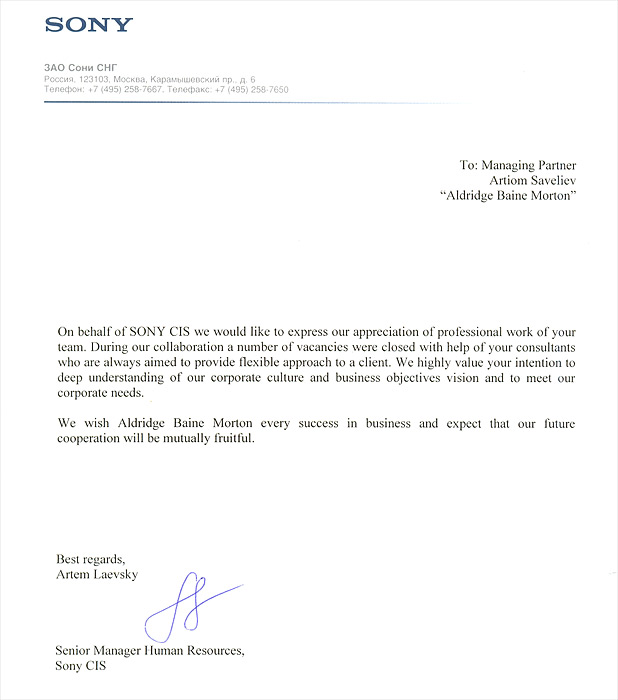 SONY
ЗАО Сони СНГ
Россия, 123103, Москва, Карамышевский пр., д. 6
Телефон: +7 (495) 258-7667. Телефакс: +7 (495) 258-7650
To: Managing Partner
Artiom Saveliev
“Aldridge Baine Morton”
On behalf of SONY CIS we would like to express our appreciation of professional work of your
team. During our collaboration a number of vacancies were closed with help of your consultants
who are always aimed to provide flexible approach to a client. We highly value your intention to
deep understanding of our corporate culture and business objectives vision and to meet our
corporate needs.
We wish Aldridge Baine Morton every success in business and expect that our future
cooperation will be mutually fruitful.
Best regards,
Artem Laevsky
Senior Manager Human Resources,
Sony CIS